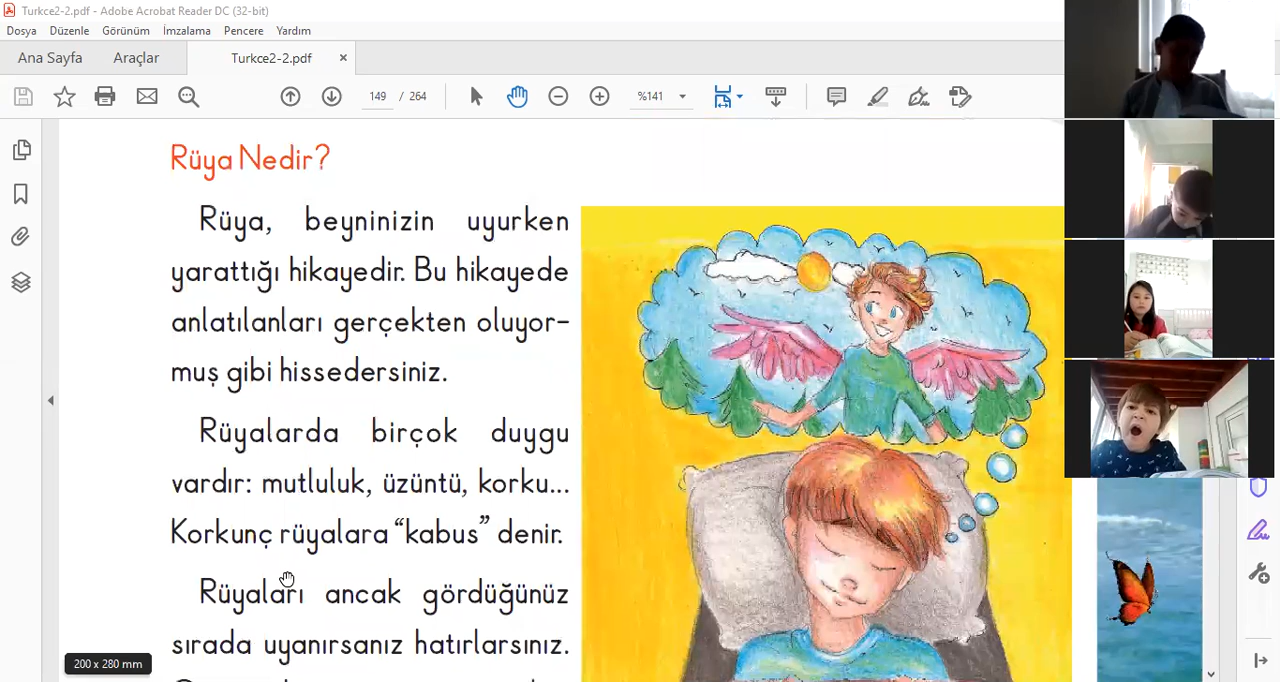 Turkce2-2.pdf - Adobe Acrobat Reader DC (32-bit)
Dosya Düzenle Görünüm İmzalama Pencere Yardım
Ana Sayfa Araçlar Turkce2-2.pdf ×
149 / 264 %141
Rüya Nedir?
Rüya, beyninizin uyurken
yarattığı hikayedir. Bu hikayede
anlatılanları gerçekten oluyor-
muş gibi hissedersiniz.
Rüyalarda birçok duygu
vardır: mutluluk, üzüntü, korku...
Korkunç rüyalara “kabus” denir.
Rüyaları ancak gördüğünüz
sırada uyanırsanız hatırlarsınız.
200 x 280 mm